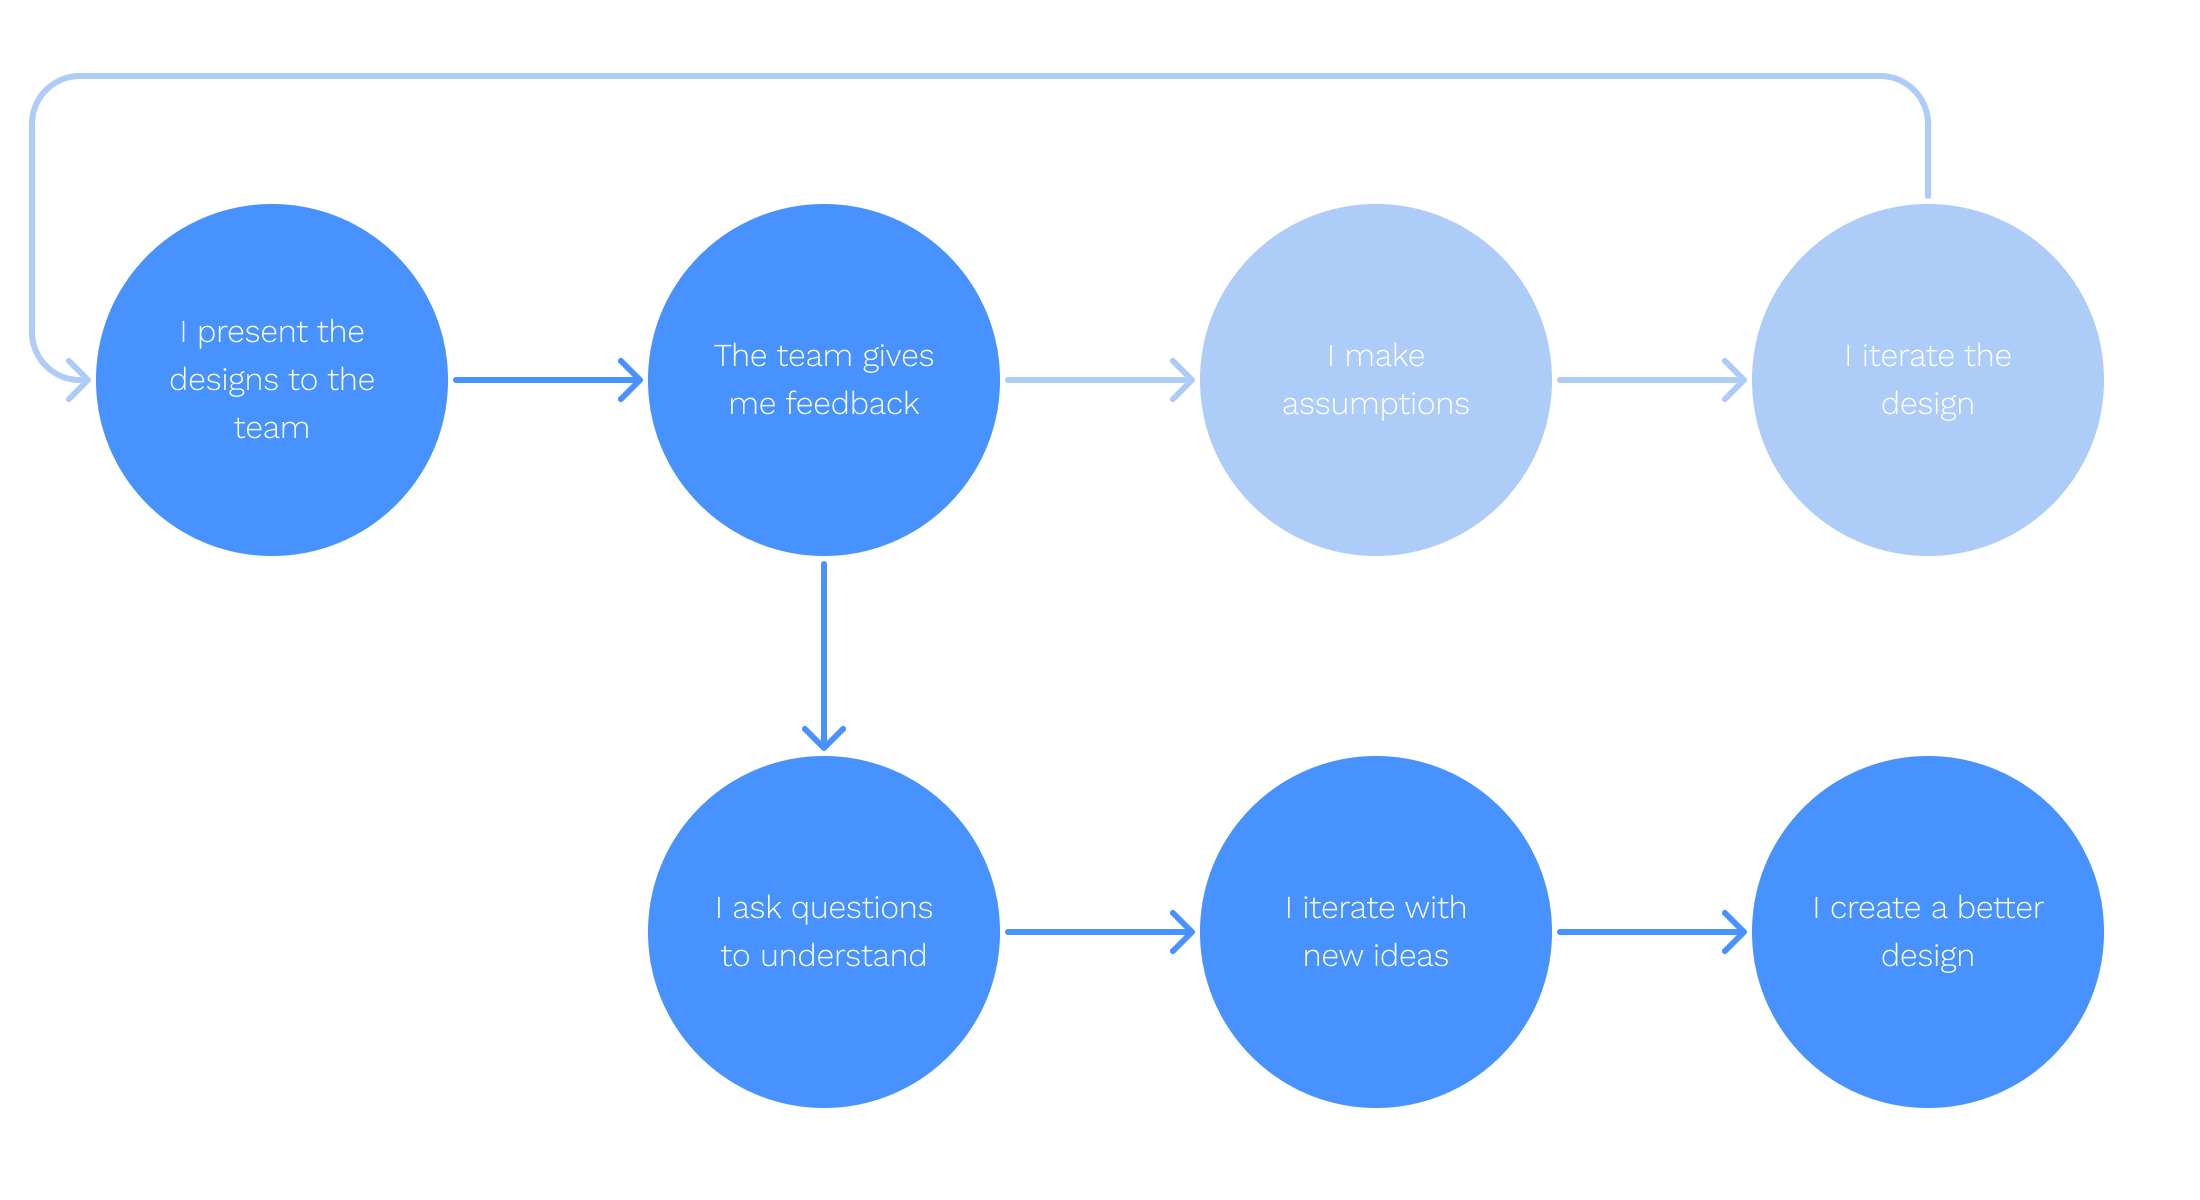 I present the
designs to the
team
The team gives
me feedback
I make
assumptions
I iterate the
design
I ask questions
to understand
I iterate with
new ideas
I create a better
design